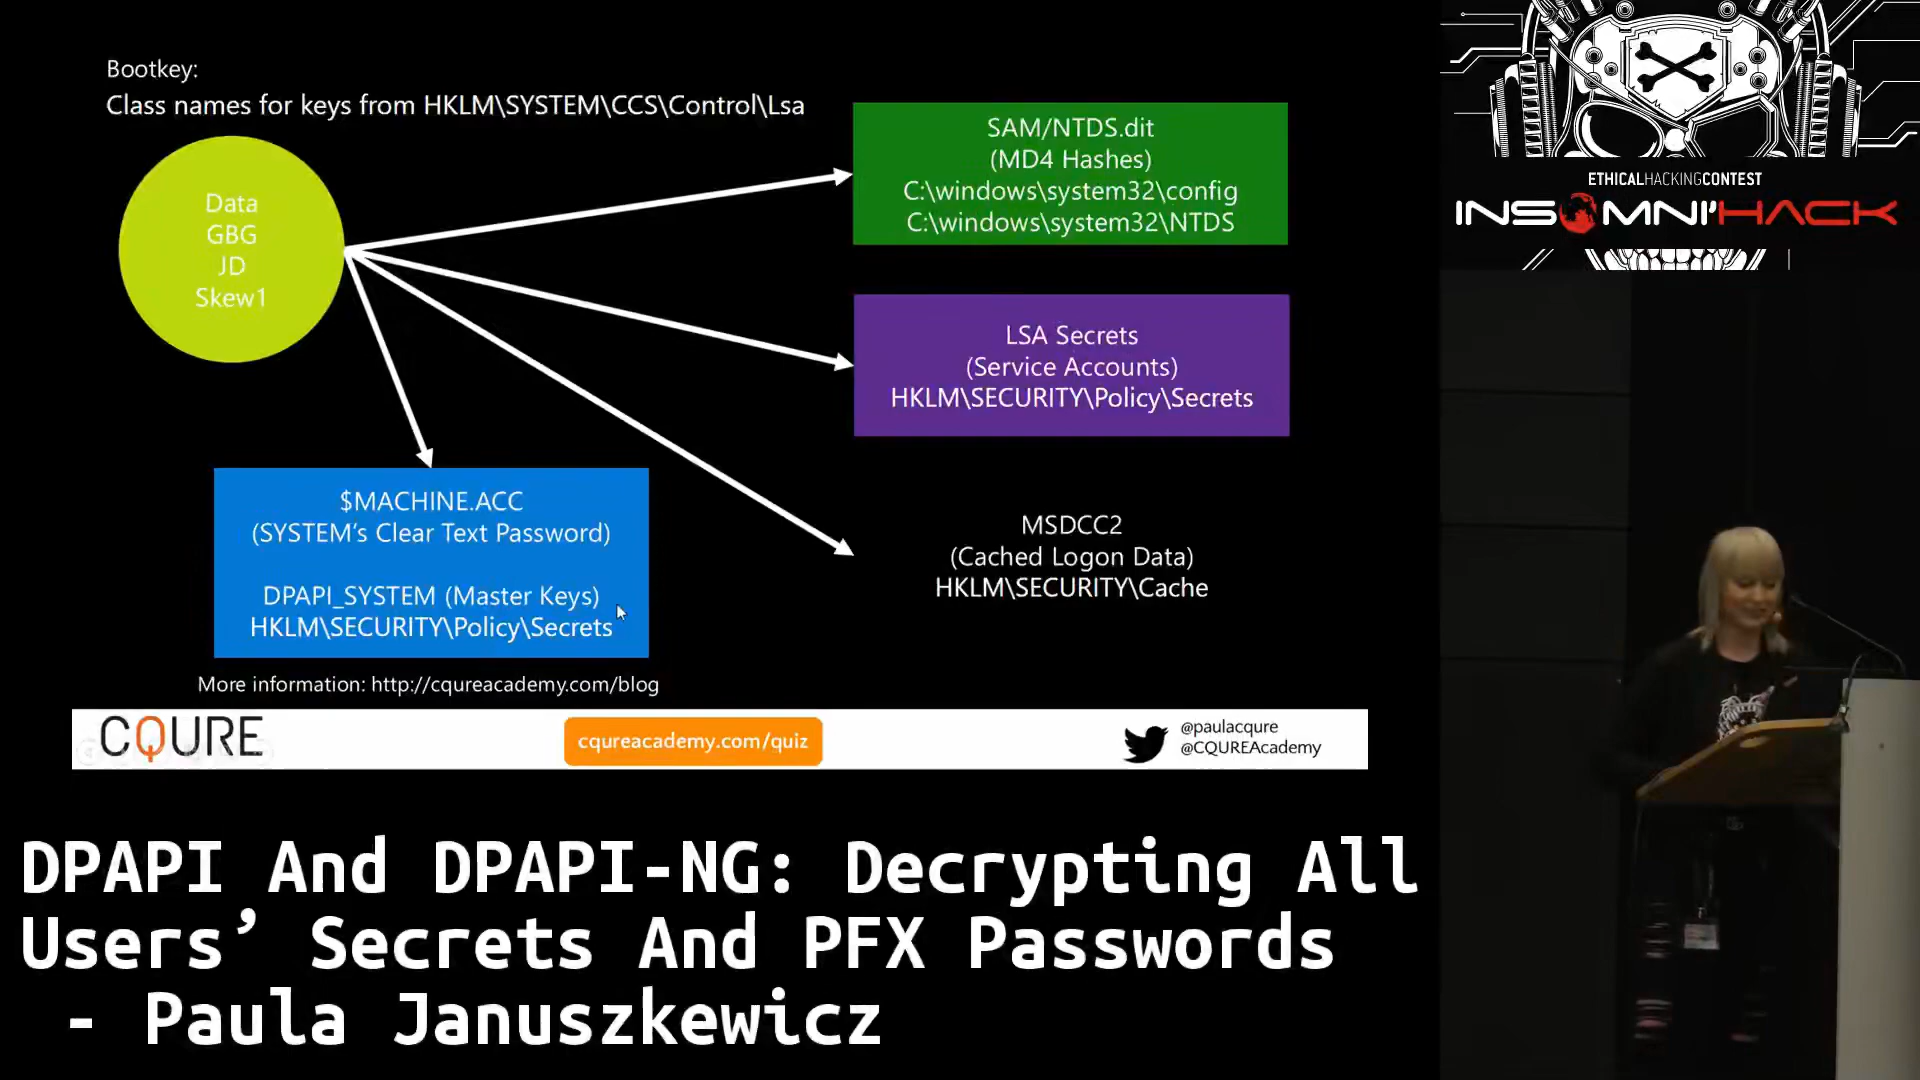 Bootkey:
Class names for keys from HKLM\SYSTEM\CCS\Control\Lsa
Data
GBG
JD
Skew1
SAM/NTDS.dit
(MD4 Hashes)
C:\windows\system32\config
C:\windows\system32\NTDS
LSA Secrets
(Service Accounts)
HKLM\SECURITY\Policy\Secrets
MSDCC2
(Cached Logon Data)
HKLM\SECURITY\Cache
$MACHINE.ACC
(SYSTEM's Clear Text Password)
DPAPI_SYSTEM (Master Keys)
HKLM\SECURITY\Policy\Secrets
More information: http://cqureacademy.com/blog
CQURE
cqureacademy.com/quiz
@paulacqure
@CQUREAcademy
ETHICALHACKINGCONTEST
INSOMNI'HACK
DPAPI And DPAPI-NG: Decrypting All
Users’ Secrets And PFX Passwords
- Paula Januszkewicz